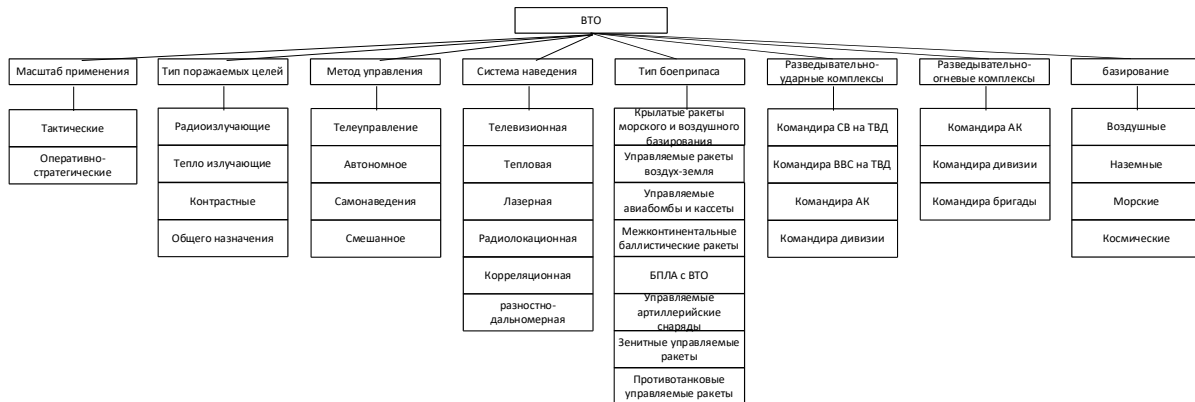 ВТО
Масштаб применения
Тактические
Оперативно-
стратегические
Тип поражаемых целей
Радиоизлучающие
Тепло излучающие
Контрастные
Общего назначения
Метод управления
Телеуправление
Автономное
Самонаведения
Смешанное
Система наведения
Телевизионная
Тепловая
Лазерная
Радиолокационная
Корреляционная
разностно-
дальномерная
Тип боеприпаса
Крылатые ракеты
морского и воздушного
базирования
Управляемые ракеты
воздух-земля
Управляемые
авиабомбы и кассеты
Межконтинентальные
баллистические ракеты
БПЛА с ВТО
Управляемые
артиллерийские
снаряды
Зенитные управляемые
ракеты
Противотанковые
управляемые ракеты
Разведывательно-
ударные комплексы
Командира СВ на ТВД
Командира ВВС на ТВД
Командира АК
Командира дивизии
Разведывательно-
огневые комплексы
Командира АК
Командира дивизии
Командира бригады
базирование
Воздушные
Наземные
Морские
Космические